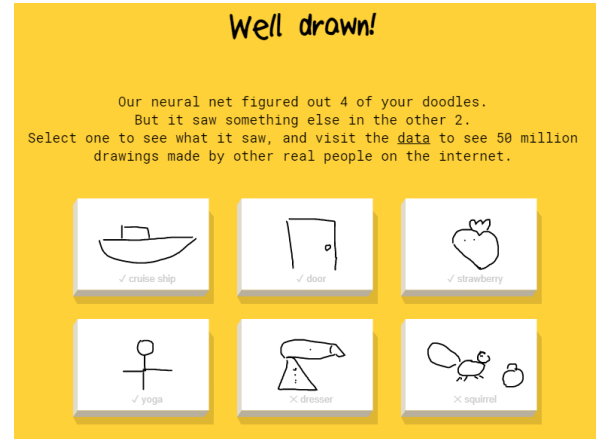 Well drawn!
Our neural net figured out 4 of your doodles.
But it saw something else in the other 2.
Select one to see what it saw, and visit the data to see 50 million
drawings made by other real people on the internet.
✓ cruise ship
✓ door
✓ strawberry
✓ yoga
✕ dresser
✕ squirrel